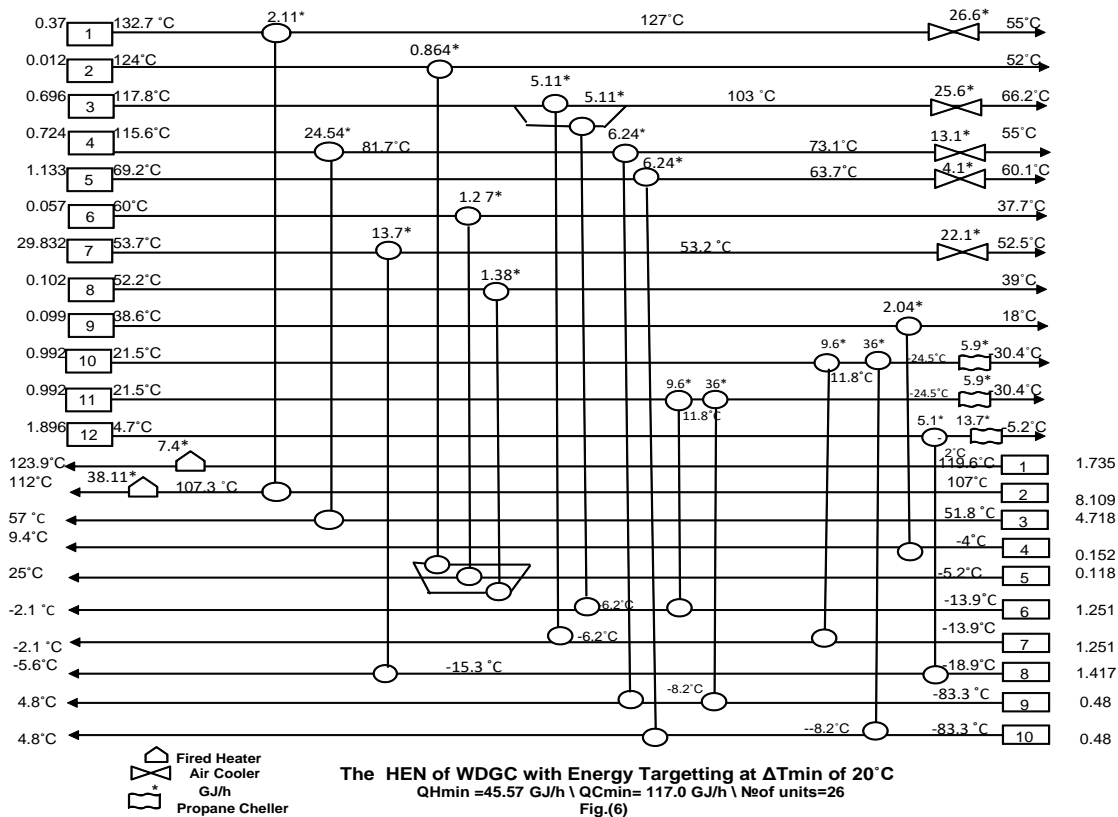 0.37 1 132.7 °C 2.11* 127°C 26.6* 55°C
0.012 2 124°C 0.864* 52°C
0.696 3 117.8°C 5.11* 5.11* 103 °C 25.6* 66.2°C
0.724 4 115.6°C 24.54* 81.7°C 6.24* 73.1°C 13.1* 55°C
1.133 5 69.2°C 6.24* 63.7°C 4.1* 60.1°C
0.057 6 60°C 1.2 7* 37.7°C
29.832 7 53.7°C 13.7* 53.2 °C 22.1* 52.5°C
0.102 8 52.2°C 1.38* 39°C
0.099 9 38.6°C 2.04* 18°C
0.992 10 21.5°C 9.6* 11.8°C 36* -24.5°C 5.9* -30.4°C
0.992 11 21.5°C 9.6* 11.8°C 36* -24.5°C 5.9* -30.4°C
1.896 12 4.7°C 5.1* - 2°C 13.7* -5.2°C
123.9°C 7.4* 119.6°C 1 1.735
112°C 38.11* 107.3 °C 107°C 2 8.109
57 °C 51.8 °C 3 4.718
9.4°C -4°C 4 0.152
25°C -5.2°C 5 0.118
-2.1 °C -6.2°C -13.9°C 6 1.251
-2.1 °C -6.2°C -13.9°C 7 1.251
-5.6°C -15.3 °C -18.9°C 8 1.417
4.8°C -8.2°C -83.3 °C 9 0.48
4.8°C --8.2°C -83.3°C 10 0.48
Fired Heater
Air Cooler
* GJ/h
Propane Cheller
The HEN of WDGC with Energy Targetting at ΔTmin of 20°C
QHmin =45.57 GJ/h \ QCmin= 117.0 GJ/h \ №of units=26
Fig.(6)